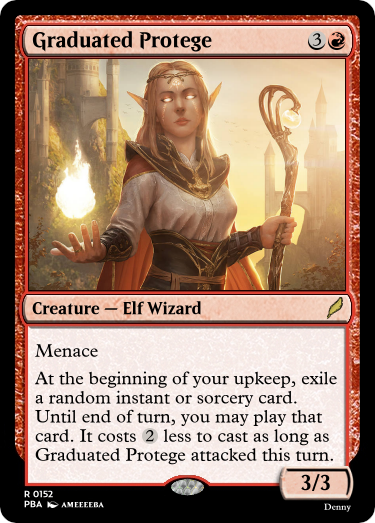 Graduated Protege 3
Creature — Elf Wizard
Menace
At the beginning of your upkeep, exile
a random instant or sorcery card.
Until end of turn, you may play that
card. It costs 2 less to cast as long as
Graduated Protege attacked this turn.
3/3
R 0152
PBA AMEEEEBA
Denny